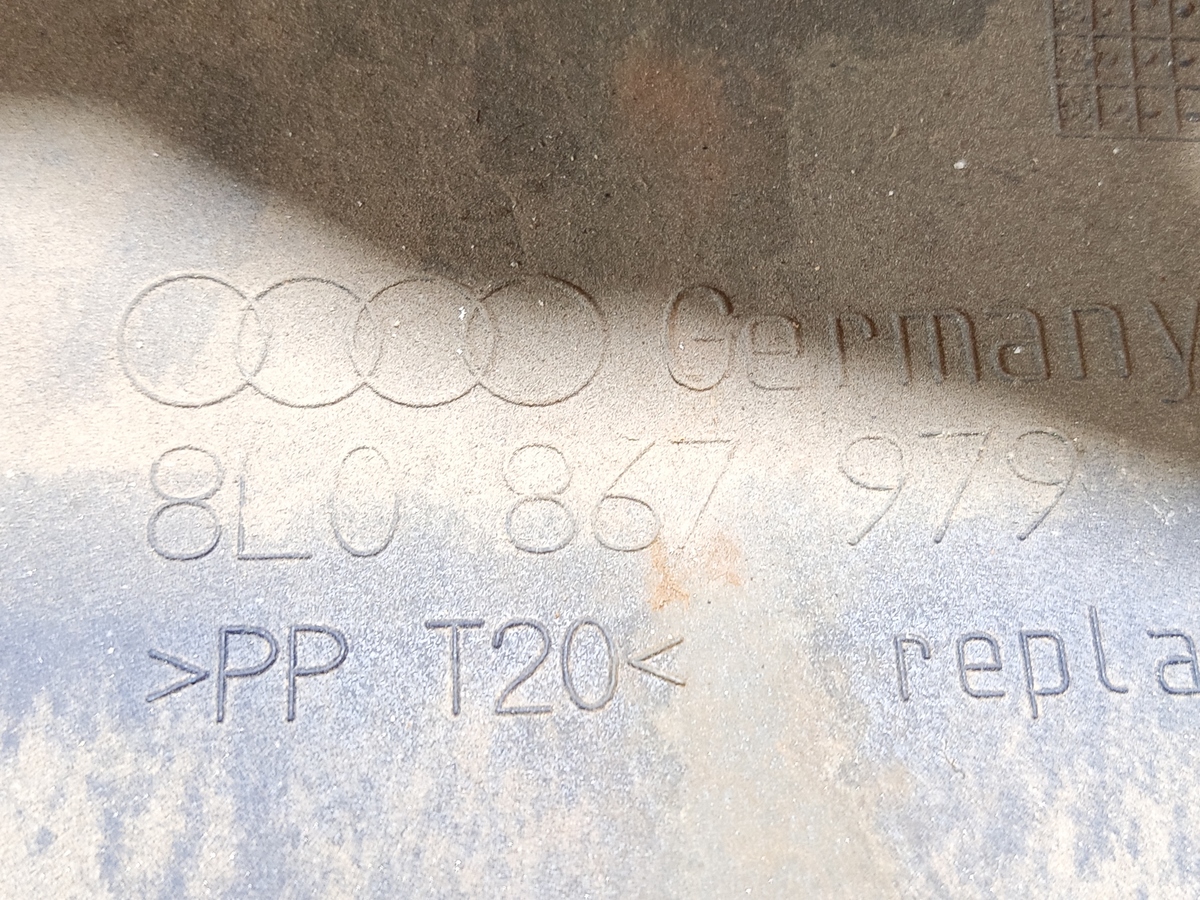 Germany
8L0 867 979
>PP T20< repla